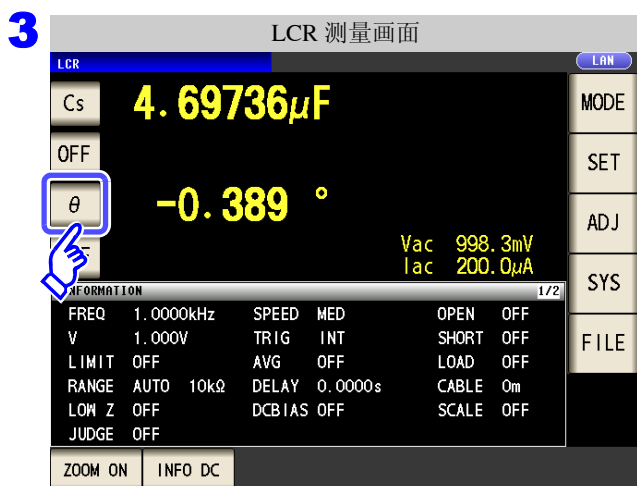 3
LCR 测量画面
LCR
LAN
Cs
4.69736μF
MODE
OFF
SET
θ
-0.389 °
ADJ
Vac 998.3mV
Iac 200.0μA
SYS
INFORMATION
1/2
FREQ 1.0000kHz SPEED MED OPEN OFF
V 1.000V TRIG INT SHORT OFF
FILE
LIMIT OFF AVG OFF LOAD OFF
RANGE AUTO 10kΩ DELAY 0.0000s CABLE 0m
LOW Z OFF DCBIAS OFF SCALE OFF
JUDGE OFF
ZOOM ON
INFO DC